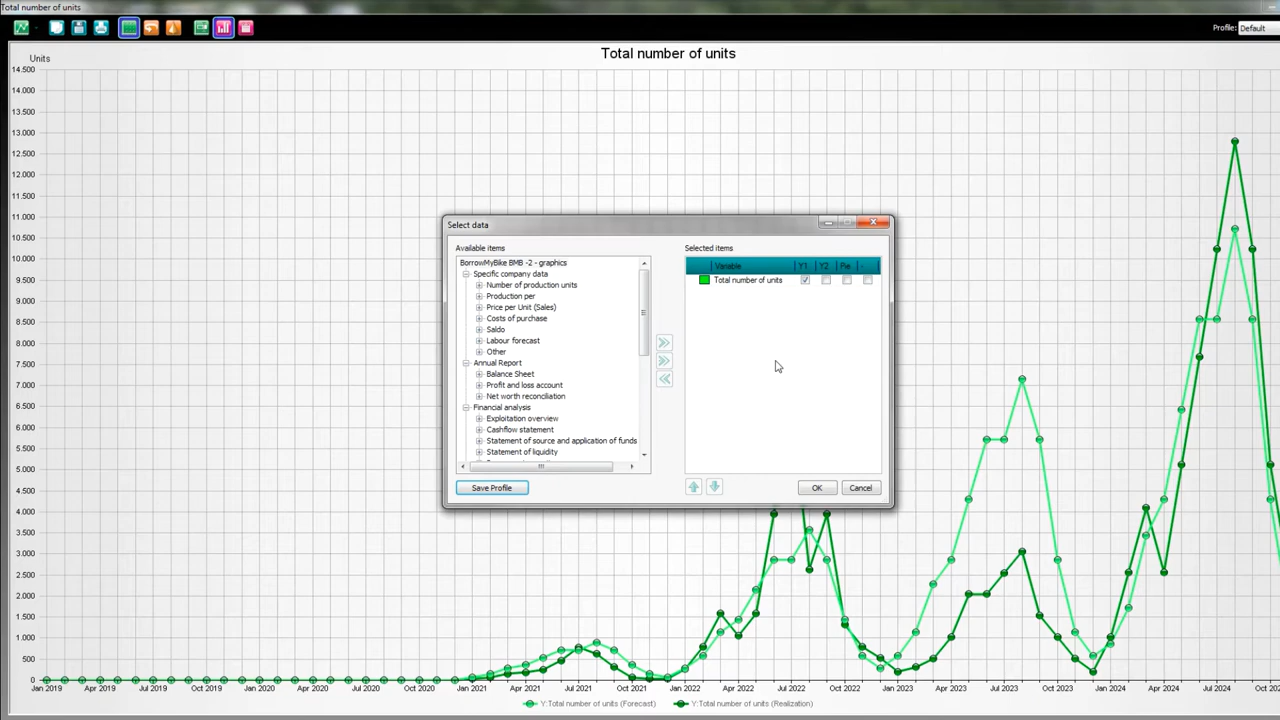 Total number of units
Profile: Default
Total number of units
Units
14.500
14.000
13.000
12.500
12.000
11.500
11.000
10.500
10.000
9.500
9.000
8.500
8.000
7.500
7.000
6.500
6.000
5.500
5.000
4.500
4.000
3.500
3.000
2.500
2.000
1.500
1.000
500
0
Select data
Available items
Selected items
BorrowMyBike BMB -2 - graphics
Specific company data
Number of production units
Production per
Price per Unit (Sales)
Costs of purchase
Saldo
Labour forecast
Other
Annual Report
Balance Sheet
Profit and loss account
Net worth reconciliation
Financial analysis
Exploitation overview
Cashflow statement
Statement of source and application of funds
Statement of liquidity
Variable Y1 Y2 Pie -
Total number of units
Save Profile
OK
Cancel
Jan 2019 Apr 2019 Jul 2019 Oct 2019 Jan 2020 Apr 2020 Jul 2020 Oct 2020 Jan 2021 Apr 2021 Jul 2021 Oct 2021 Jan 2022 Apr 2022 Jul 2022 Oct 2022 Jan 2023 Apr 2023 Jul 2023 Oct 2023 Jan 2024 Apr 2024 Jul 2024
Y:Total number of units (Forecast) Y:Total number of units (Realization)